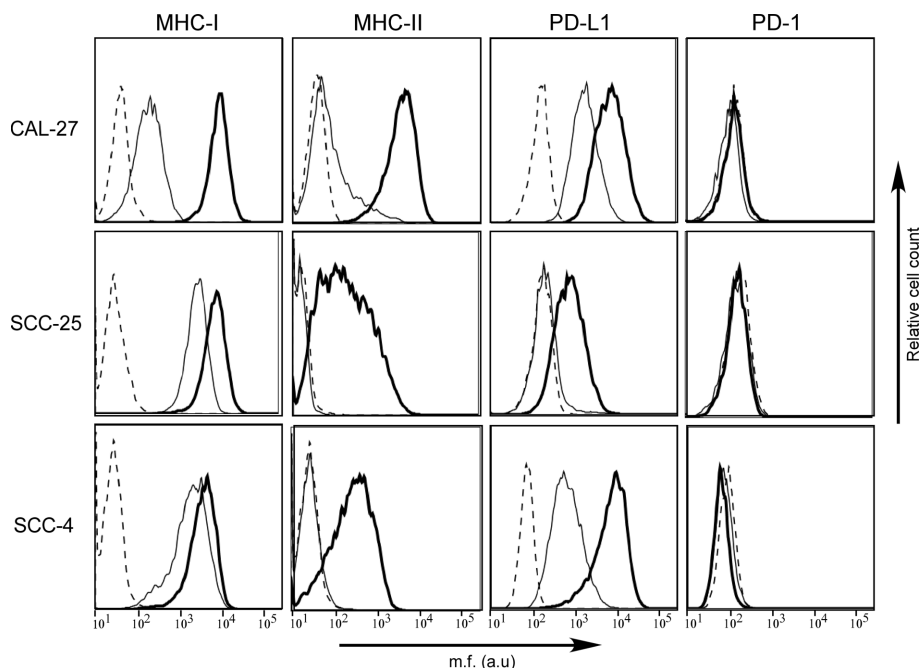 MHC-I MHC-II PD-L1 PD-1
CAL-27
SCC-25
SCC-4
Relative cell count
10¹ 10² 10³ 10⁴ 10⁵ 10¹ 10² 10³ 10⁴ 10⁵ 10¹ 10² 10³ 10⁴ 10⁵ 10¹ 10² 10³ 10⁴ 10⁵
m.f. (a.u)